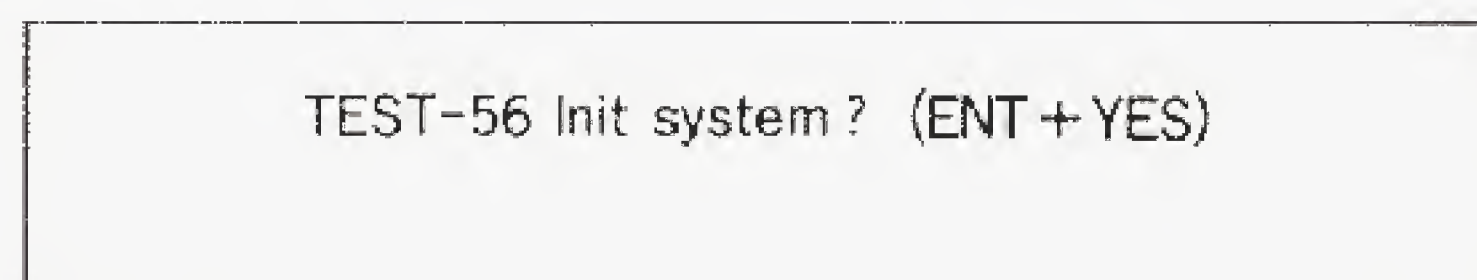 TEST-56 Init system ? (ENT + YES)